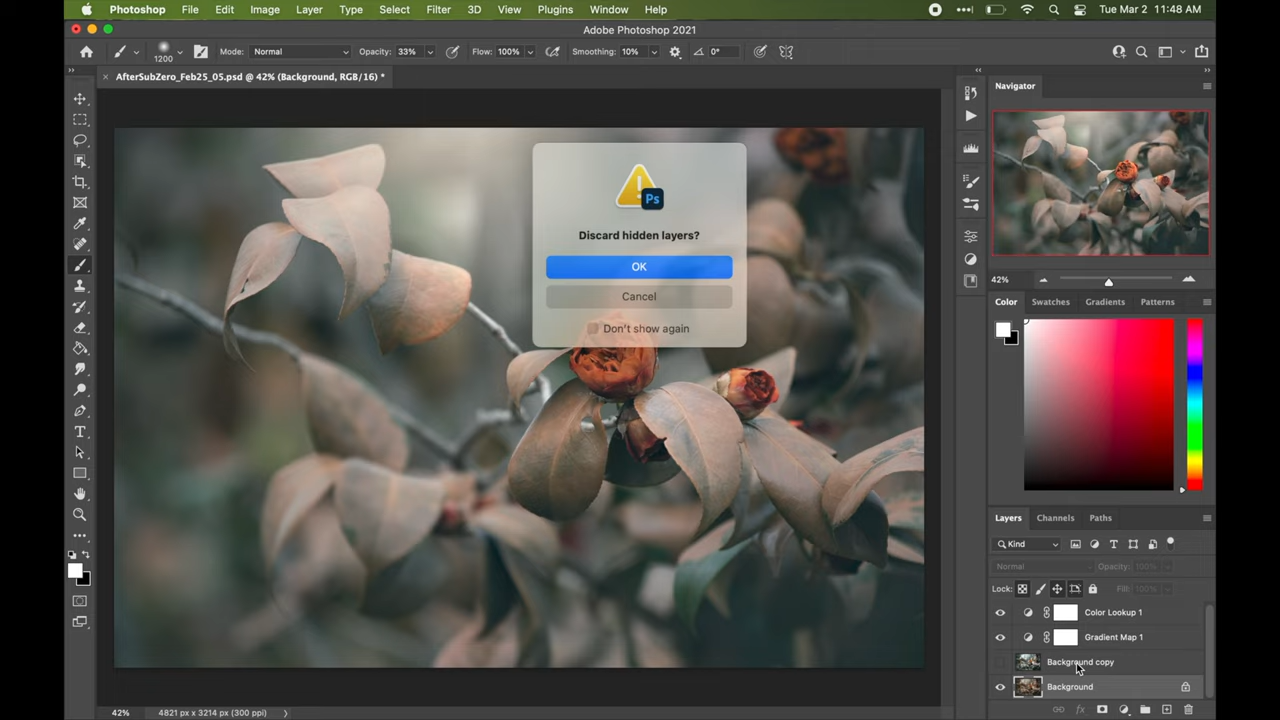 Photoshop File Edit Image Layer Type Select Filter 3D View Plugins Window Help Tue Mar 2 11:48 AM
Adobe Photoshop 2021
1200 Mode: Normal Opacity: 33% Flow: 100% Smoothing: 10% 0°
AfterSubZero_Feb25_05.psd @ 42% (Background, RGB/16) *
Navigator
Ps
Discard hidden layers?
OK
Cancel
Don't show again
42%
Color Swatches Gradients Patterns
Layers Channels Paths
Kind
Normal Opacity: 100%
Lock: Fill: 100%
Color Lookup 1
Gradient Map 1
Background copy
Background
fx
42% 4821 px x 3214 px (300 ppi)